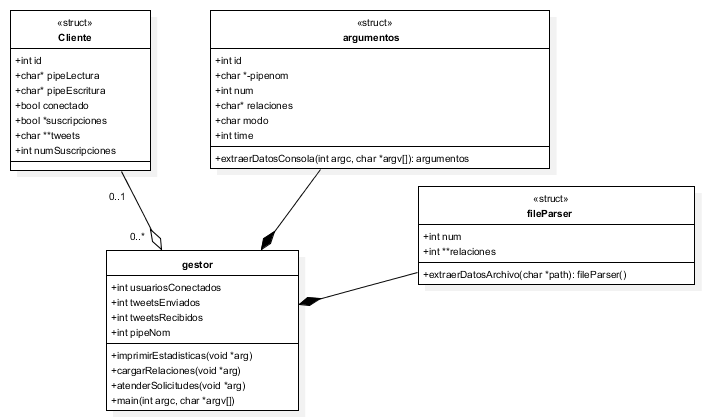 «struct»
Cliente
+int id
+char* pipeLectura
+char* pipeEscritura
+bool conectado
+bool *suscripciones
+char **tweets
+int numSuscripciones
«struct»
argumentos
+int id
+char *-pipenom
+int num
+char* relaciones
+char modo
+int time
+extraerDatosConsola(int argc, char *argv[]): argumentos
«struct»
fileParser
+int num
+int **relaciones
+extraerDatosArchivo(char *path): fileParser()
0..1
0..*
gestor
+int usuariosConectados
+int tweetsEnviados
+int tweetsRecibidos
+int pipeNom
+imprimirEstadisticas(void *arg)
+cargarRelaciones(void *arg)
+atenderSolicitudes(void *arg)
+main(int argc, char *argv[])